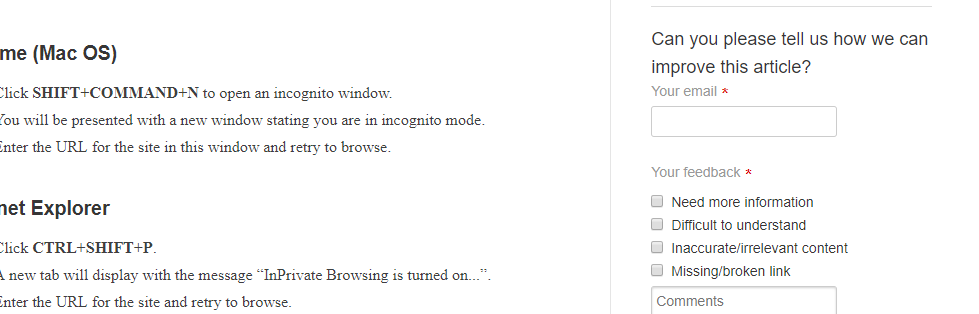 me (Mac OS)
Click SHIFT+COMMAND+N to open an incognito window.
You will be presented with a new window stating you are in incognito mode.
Enter the URL for the site in this window and retry to browse.
net Explorer
Click CTRL+SHIFT+P.
A new tab will display with the message “InPrivate Browsing is turned on...”.
Enter the URL for the site and retry to browse.
Can you please tell us how we can
improve this article?
Your email *
Your feedback *
Need more information
Difficult to understand
Inaccurate/irrelevant content
Missing/broken link
Comments